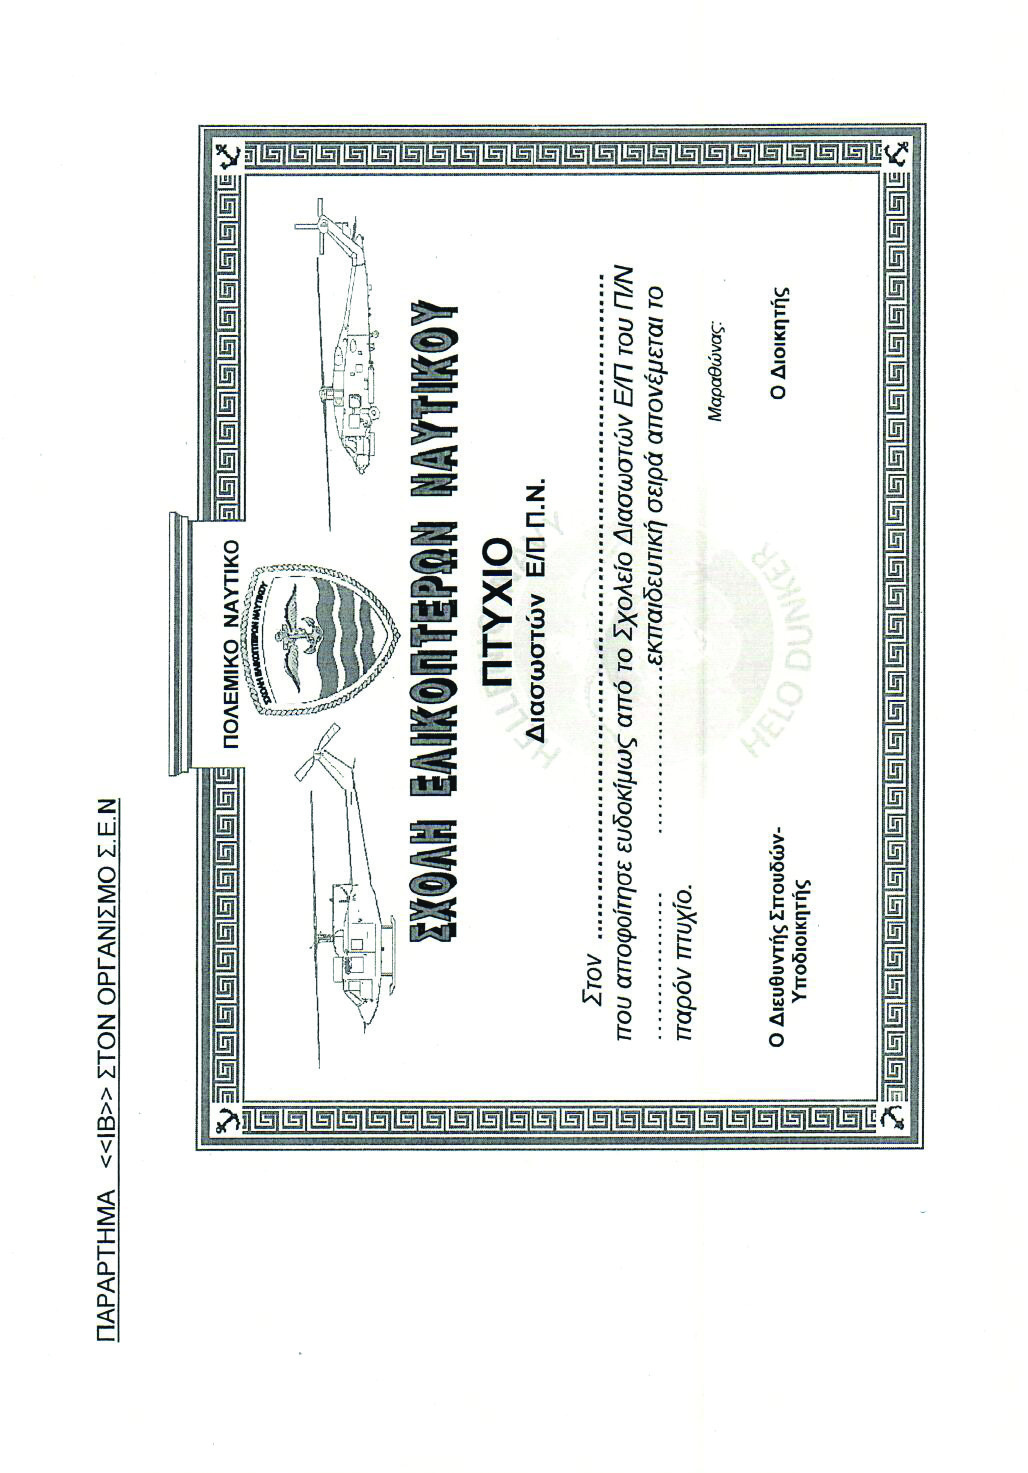 ΠΑΡΑΡΤΗΜΑ <<ΙΒ>> ΣΤΟΝ ΟΡΓΑΝΙΣΜΟ Σ.Ε.Ν
ΠΟΛΕΜΙΚΟ ΝΑΥΤΙΚΟ
ΣΧΟΛΗ ΕΛΙΚΟΠΤΕΡΩΝ ΝΑΥΤΙΚΟΥ
ΣΧΟΛΗ ΕΛΙΚΟΠΤΕΡΩΝ ΝΑΥΤΙΚΟΥ
ΠΤΥΧΙΟ
Διασωστών Ε/Π Π.Ν.
Στον ........................................................................
που αποφοίτησε ευδοκίμως από το Σχολείο Διασωστών Ε/Π του Π/Ν
................ ....................εκπαιδευτική σειρά απονέμεται το
παρόν πτυχίο.
Μαραθώνας:
Ο Διευθυντής Σπουδών-
Υποδιοικητής
Ο Διοικητής
HELO DUNKER